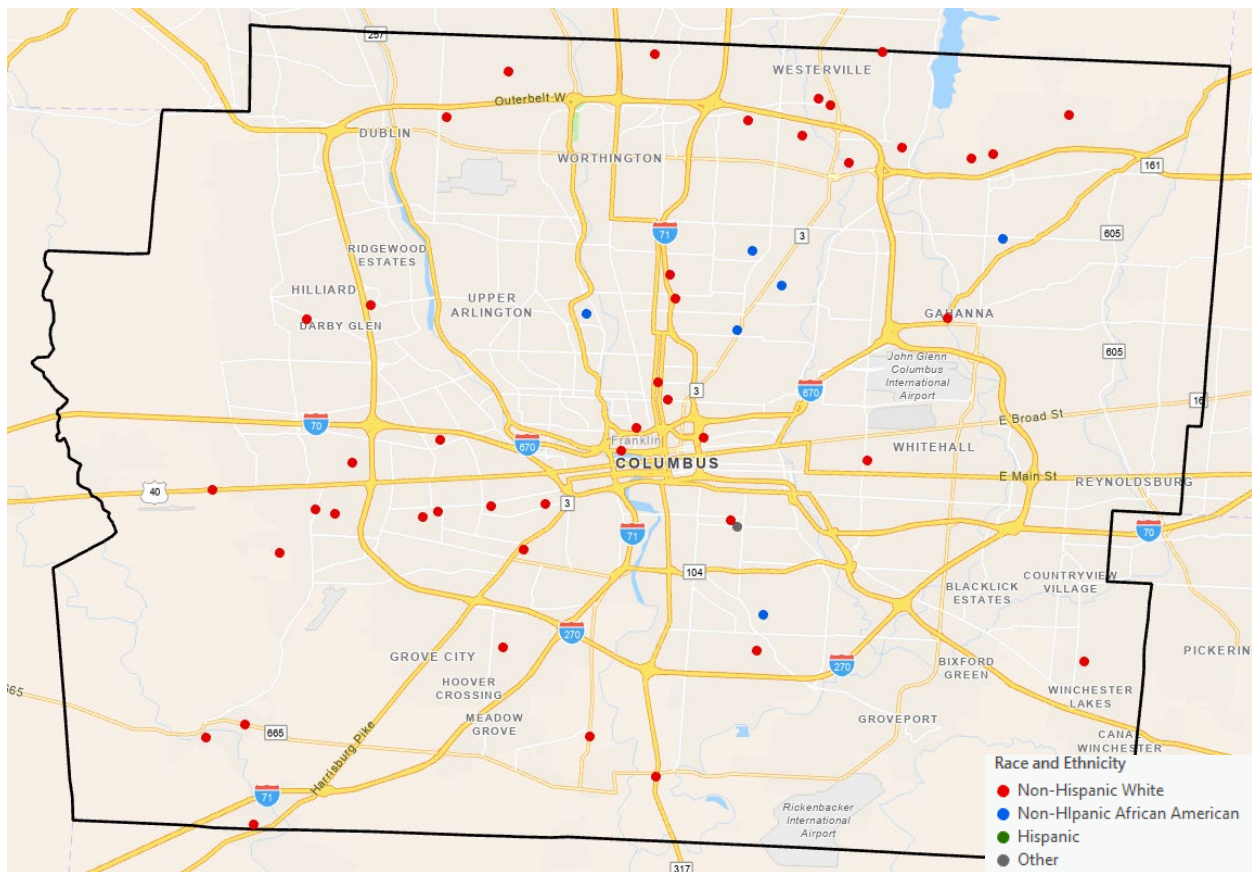 257
WESTERVILLE
Outerbelt W
DUBLIN
WORTHINGTON
161
71
3
605
RIDGEWOOD
ESTATES
HILLIARD
UPPER
ARLINGTON
DARBY GLEN
GAHANNA
605
John Glenn
Columbus
International
Airport
3
670
16
70
E Broad St
Franklin
670
WHITEHALL
COLUMBUS
E Main St
REYNOLDSBURG
40
3
71
70
104
COUNTRYVIEW
VILLAGE
BLACKLICK
ESTATES
270
GROVE CITY
270
BIXFORD
GREEN
PICKERIN
HOOVER
CROSSING
665
WINCHESTER
LAKES
MEADOW
GROVE
GROVEPORT
665
Harrisburg Pike
CANA
WINCHESTER
71
Rickenbacker
International
Airport
317
Race and Ethnicity
Non-Hispanic White
Non-HIpanic African American
Hispanic
Other